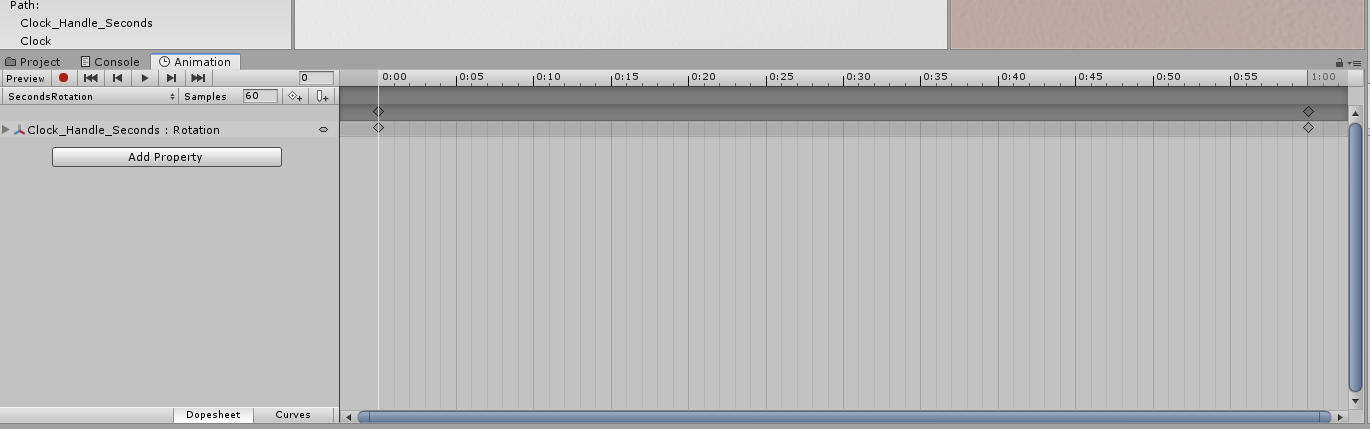 Path:
Clock_Handle_Seconds
Clock
Project Console Animation
Preview 0 0:00 0:05 0:10 0:15 0:20 0:25 0:30 0:35 0:40 0:45 0:50 0:55 1:00
SecondsRotation Samples 60
Clock_Handle_Seconds : Rotation
Add Property
Dopesheet Curves